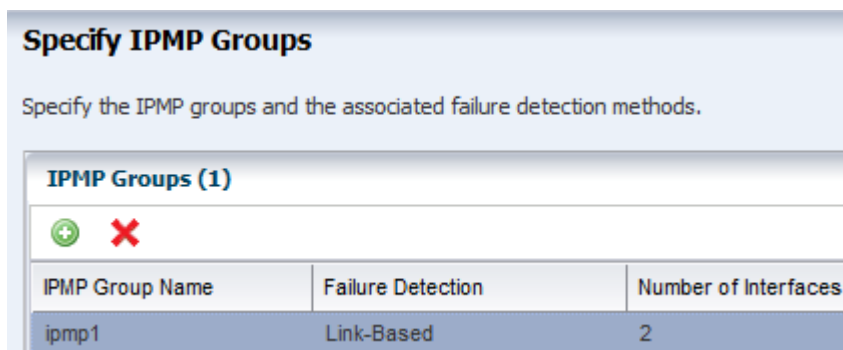 Specify IPMP Groups
Specify the IPMP groups and the associated failure detection methods.
IPMP Groups (1)
IPMP Group Name Failure Detection Number of Interfaces
ipmp1 Link-Based 2